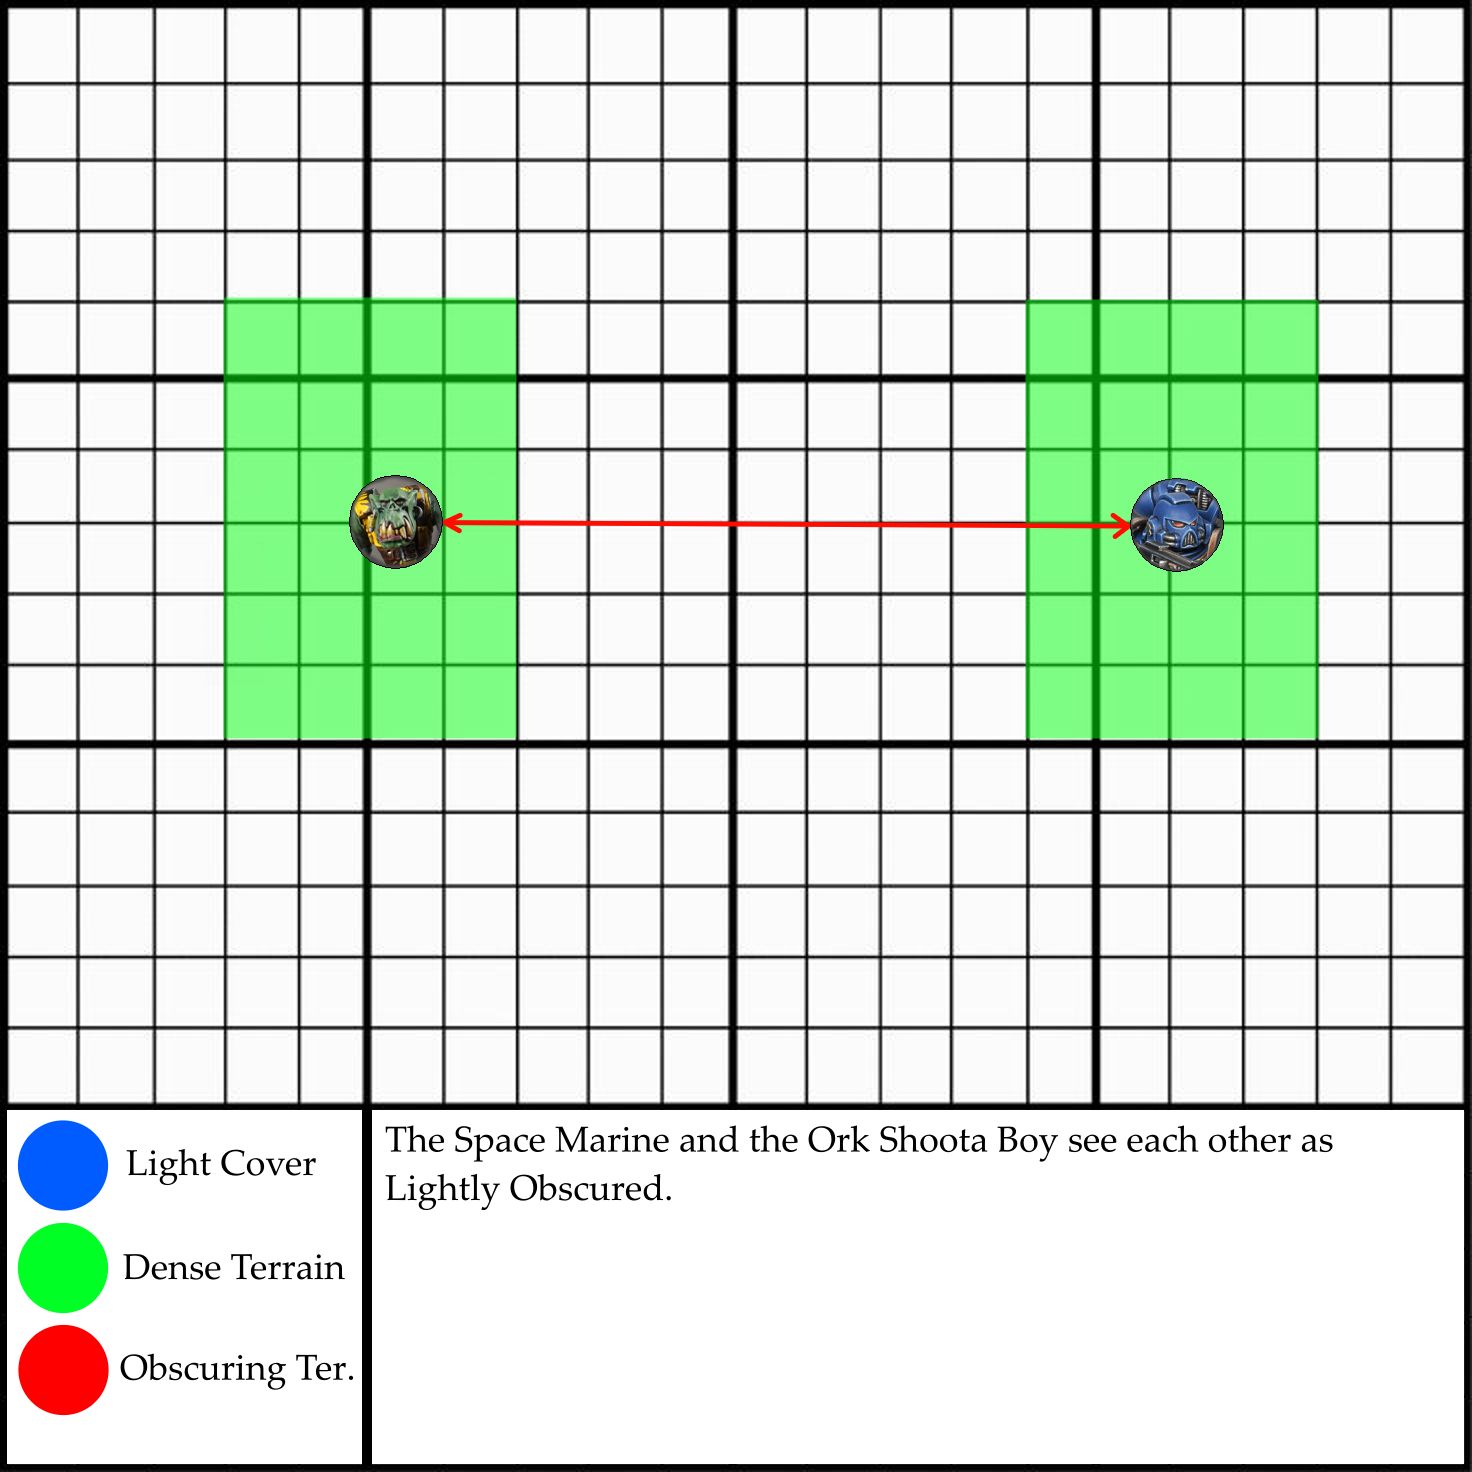 Light Cover
Dense Terrain
Obscuring Ter.
The Space Marine and the Ork Shoota Boy see each other as
Lightly Obscured.